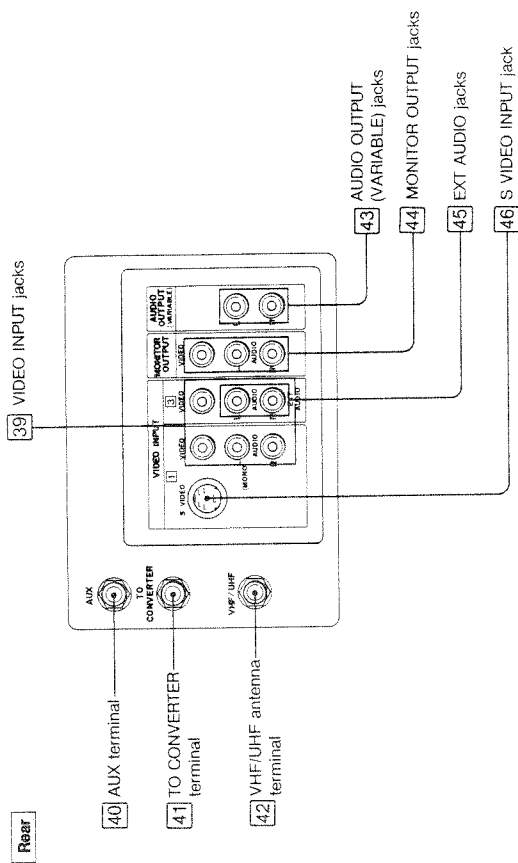 Rear
39 VIDEO INPUT jacks
40 AUX terminal
41 TO CONVERTER
terminal
42 VHF/UHF antenna
terminal
AUX
TO
CONVERTER
VHF/UHF
VIDEO INPUT
1
3
S VIDEO
VIDEO
VIDEO
(MONO)
AUDIO
AUDIO
AUDIO
MONITOR
OUTPUT
VIDEO
AUDIO
AUDIO
OUTPUT
(VARIABLE)
43 AUDIO OUTPUT
(VARIABLE) jacks
44 MONITOR OUTPUT jacks
45 EXT AUDIO jacks
46 S VIDEO INPUT jack